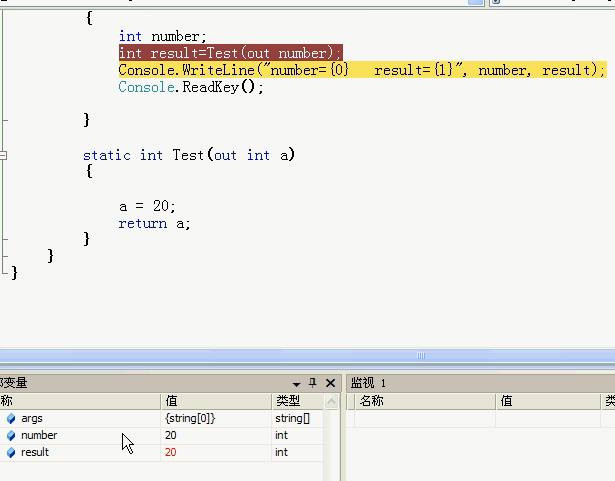 {
int number;
int result=Test(out number);
Console.WriteLine("number={0}   result={1}", number, result);
Console.ReadKey();
}
static int Test(out int a)
{
a = 20;
return a;
}
}
}
部变量
监视 1
称 值 类型
名称 值 类
args {string[0]} string[]
number 20 int
result 20 int